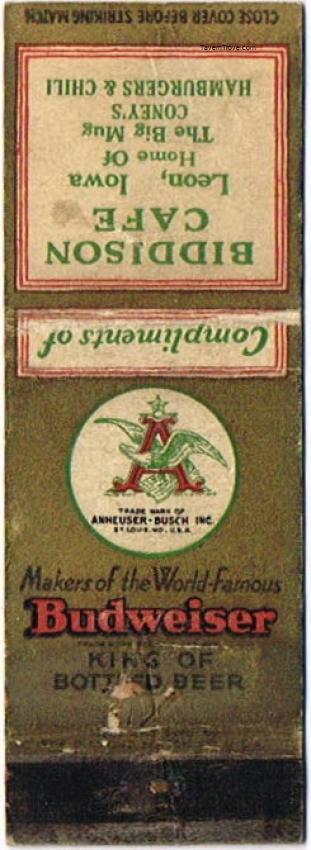 CLOSE COVER BEFORE STRIKING MATCH
Compliments of
BIDDISON
CAFE
Leon, Iowa
Home Of
The Big Mug
CONEY'S
HAMBURGERS & CHILI
A
TRADE MARK OF
ANHEUSER-BUSCH INC.
ST. LOUIS, MO., U.S.A.
Makers of the World-Famous
Budweiser
KING OF
BOTTLED BEER